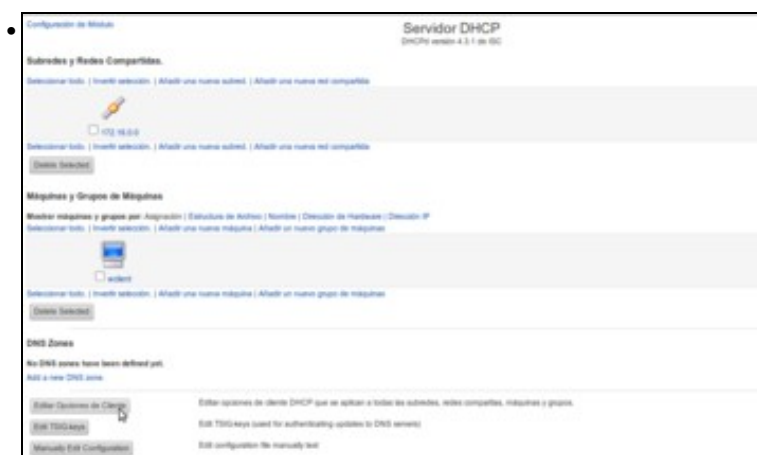 Configuración de Módulo
Servidor DHCP
DHCPd versión 4.3.1 de ISC
Subredes y Redes Compartidas.
Seleccionar todo. | Invertir selección. | Añadir una nueva subred. | Añadir una nueva red compartida
172.16.0.0
Seleccionar todo. | Invertir selección. | Añadir una nueva subred. | Añadir una nueva red compartida
Delete Selected
Máquinas y Grupos de Máquinas
Mostrar máquinas y grupos por: Asignación | Estructura de Archivo | Nombre | Dirección de Hardware | Dirección IP
Seleccionar todo. | Invertir selección. | Añadir una nueva máquina | Añadir un nuevo grupo de máquinas
Seleccionar todo. | Invertir selección. | Añadir una nueva máquina | Añadir un nuevo grupo de máquinas
Delete Selected
DNS Zones
No DNS zones have been defined yet.
Add a new DNS zone.
Editar Opciones de Cliente
Editar opciones de cliente DHCP que se aplican a todas las subredes, redes compartidas, máquinas y grupos.
Edit TSIG-keys
Edit TSIG-keys (used for authenticating updates to DNS servers)
Manually Edit Configuration
Edit configuration file manually text